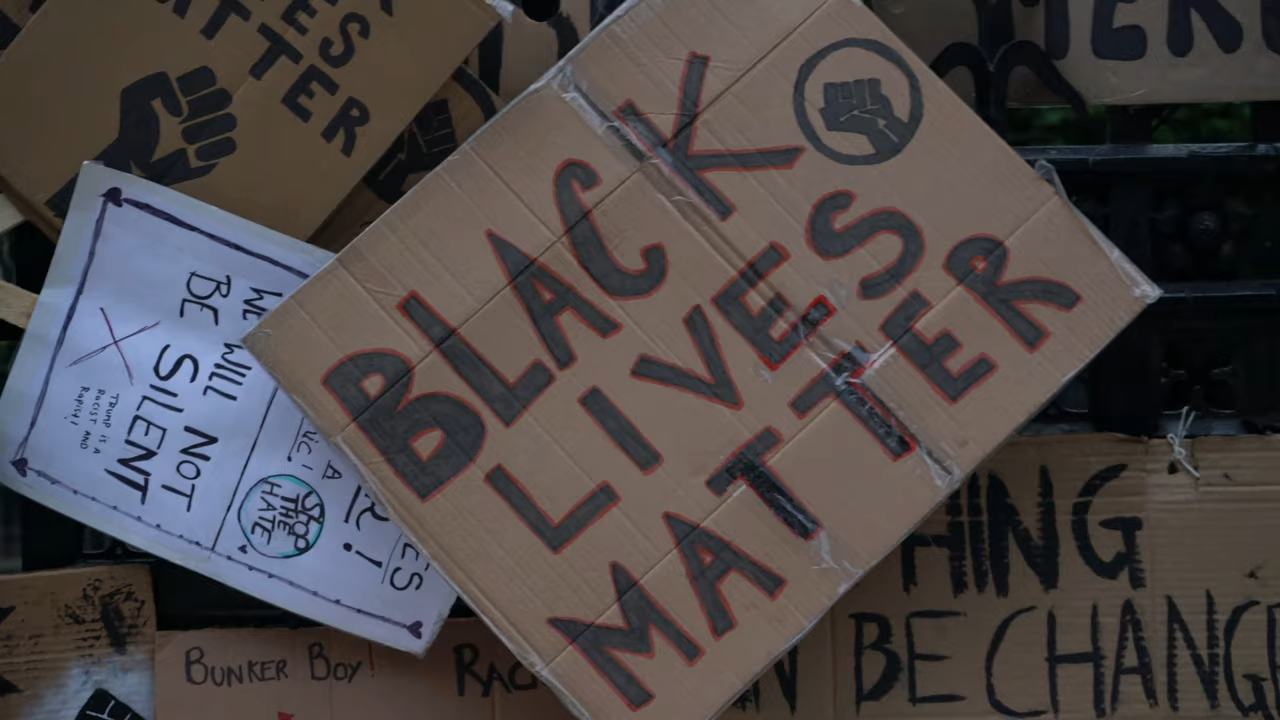 MATTER
BLACK
LIVES
MATTER
WE WILL NOT
BE SILENT
TRUMP IS A
RACIST AND
RAPIST!
A
STOP
THE
HATE
HING
BE CHANG
BUNKER BOY!